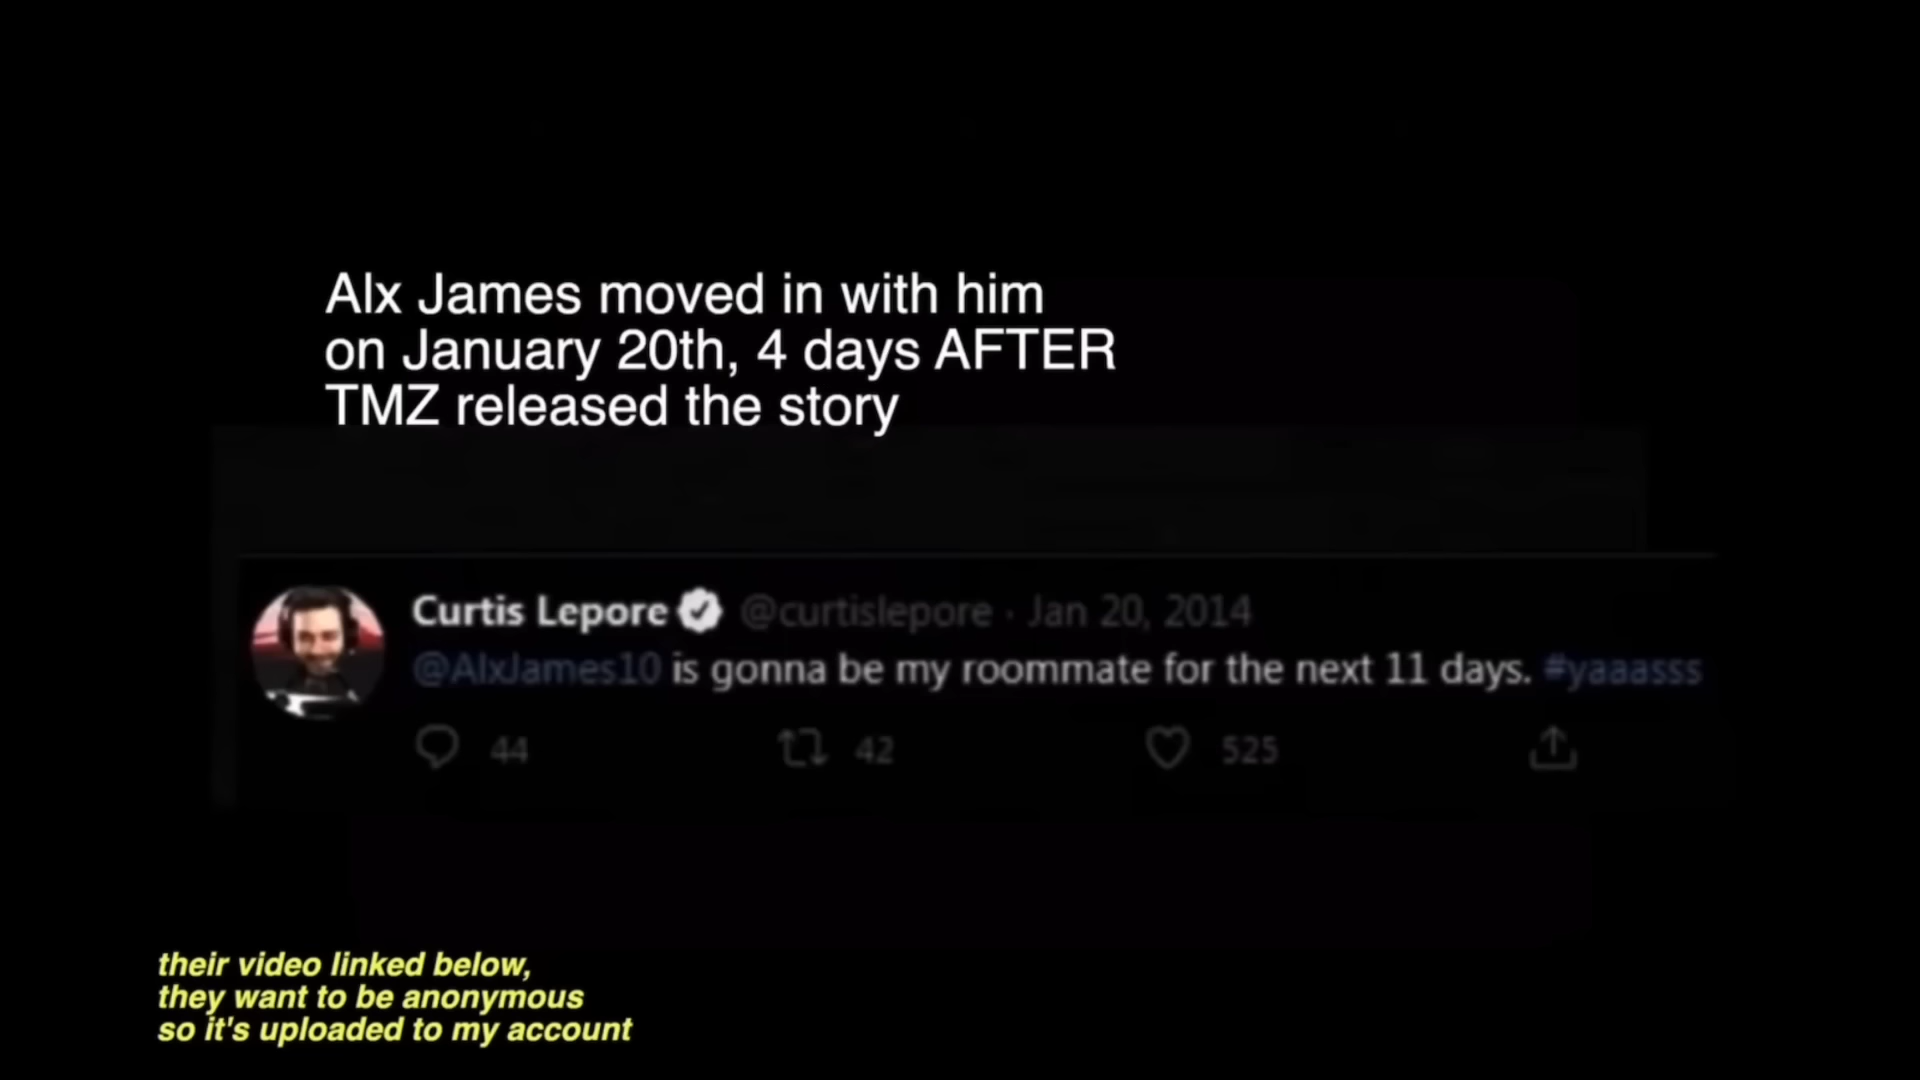 Alx James moved in with him
on January 20th, 4 days AFTER
TMZ released the story
Curtis Lepore @curtislepore · Jan 20, 2014
@AlxJames10 is gonna be my roommate for the next 11 days. #yaaasss
44 42 525
their video linked below,
they want to be anonymous
so it's uploaded to my account